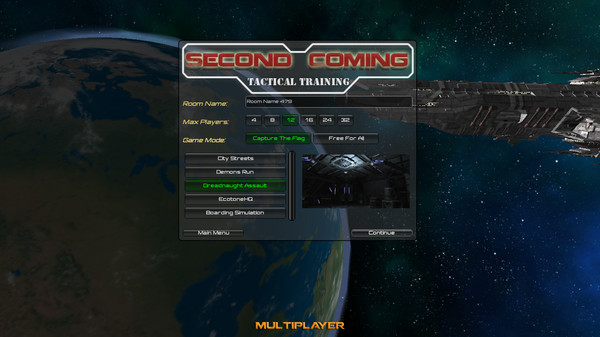 SECOND COMING
TACTICAL TRAINING
Room Name: Room Name 479
Max Players: 4 8 12 16 24 32
Game Mode: Capture The Flag Free For All
City Streets
Demons Run
Dreadnaught Assault
EcotoneHQ
Boarding Simulation
Main Menu Continue
MULTIPLAYER